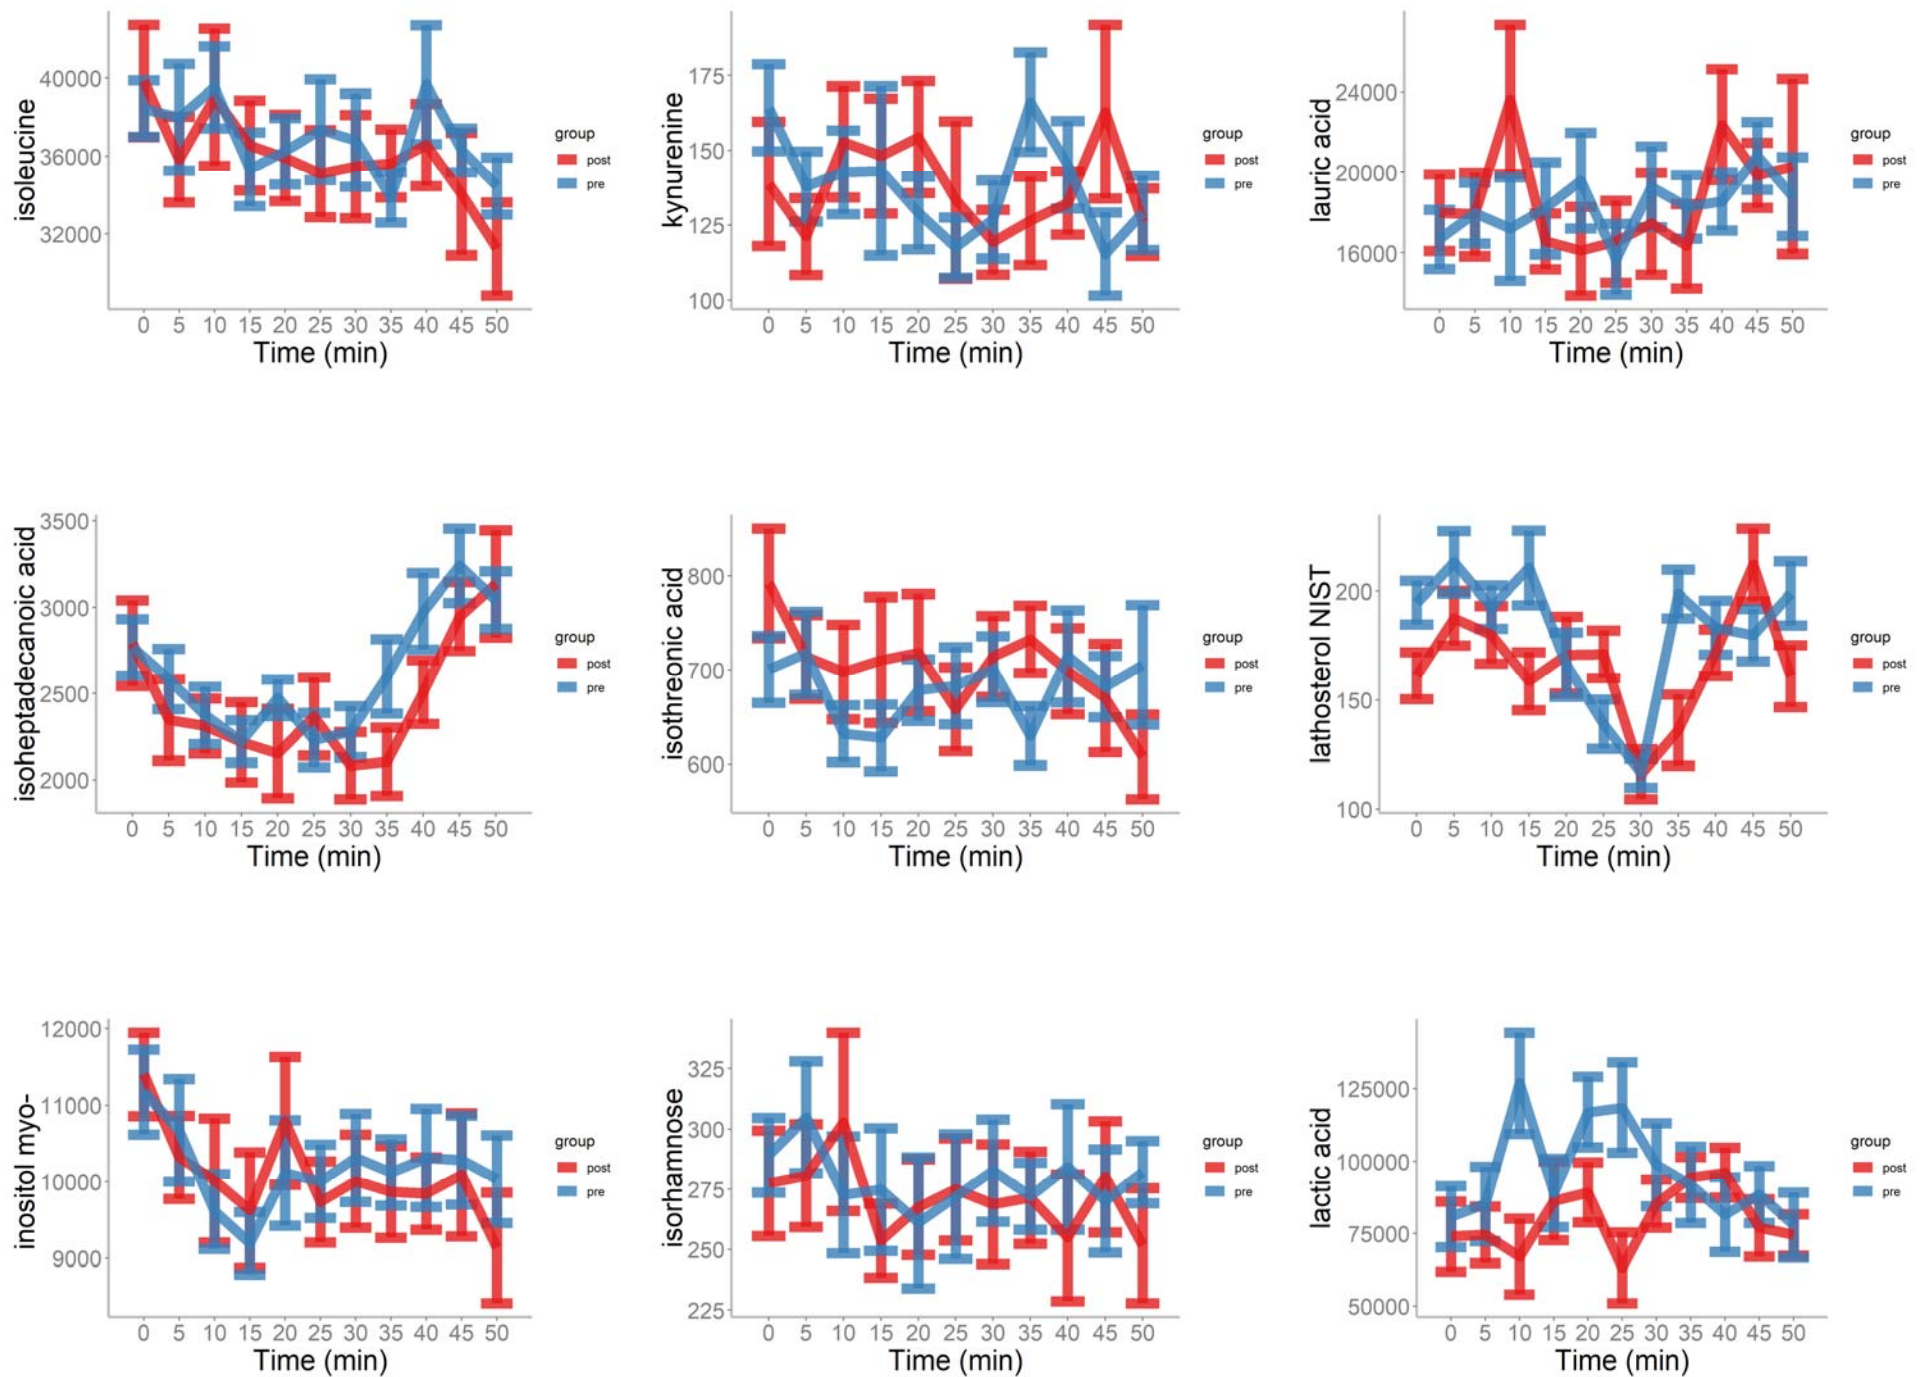 isoleucine
40000
36000
32000
0 5 10 15 20 25 30 35 40 45 50
Time (min)
group
post
pre
kynurenine
175
150
125
100
0 5 10 15 20 25 30 35 40 45 50
Time (min)
group
post
pre
lauric acid
24000
20000
16000
0 5 10 15 20 25 30 35 40 45 50
Time (min)
group
post
pre
isoheptadecanoic acid
3500
3000
2500
2000
0 5 10 15 20 25 30 35 40 45 50
Time (min)
group
post
pre
isothreonic acid
800
700
600
0 5 10 15 20 25 30 35 40 45 50
Time (min)
group
post
pre
lathosterol NIST
200
150
100
0 5 10 15 20 25 30 35 40 45 50
Time (min)
group
post
pre
inositol myo-
12000
11000
10000
9000
0 5 10 15 20 25 30 35 40 45 50
Time (min)
group
post
pre
isorhamnose
325
300
275
250
225
0 5 10 15 20 25 30 35 40 45 50
Time (min)
group
post
pre
lactic acid
125000
100000
75000
50000
0 5 10 15 20 25 30 35 40 45 50
Time (min)
group
post
pre